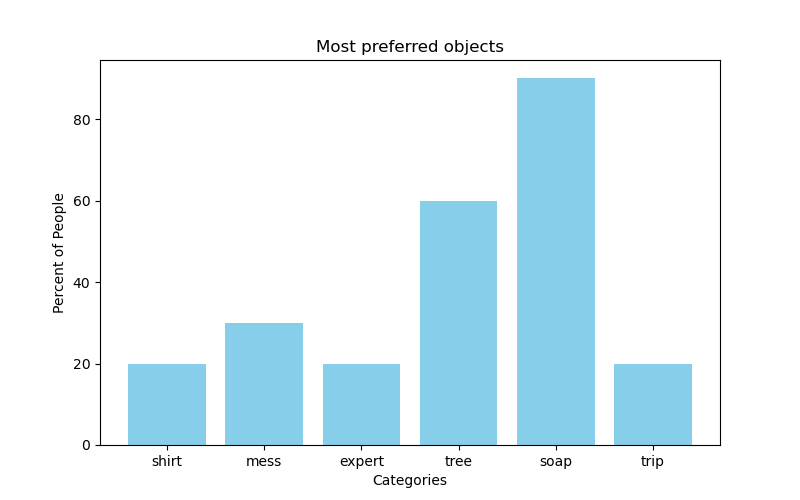 Most preferred objects
Percent of People
80
60
40
20
0
shirt mess expert tree soap trip
Categories